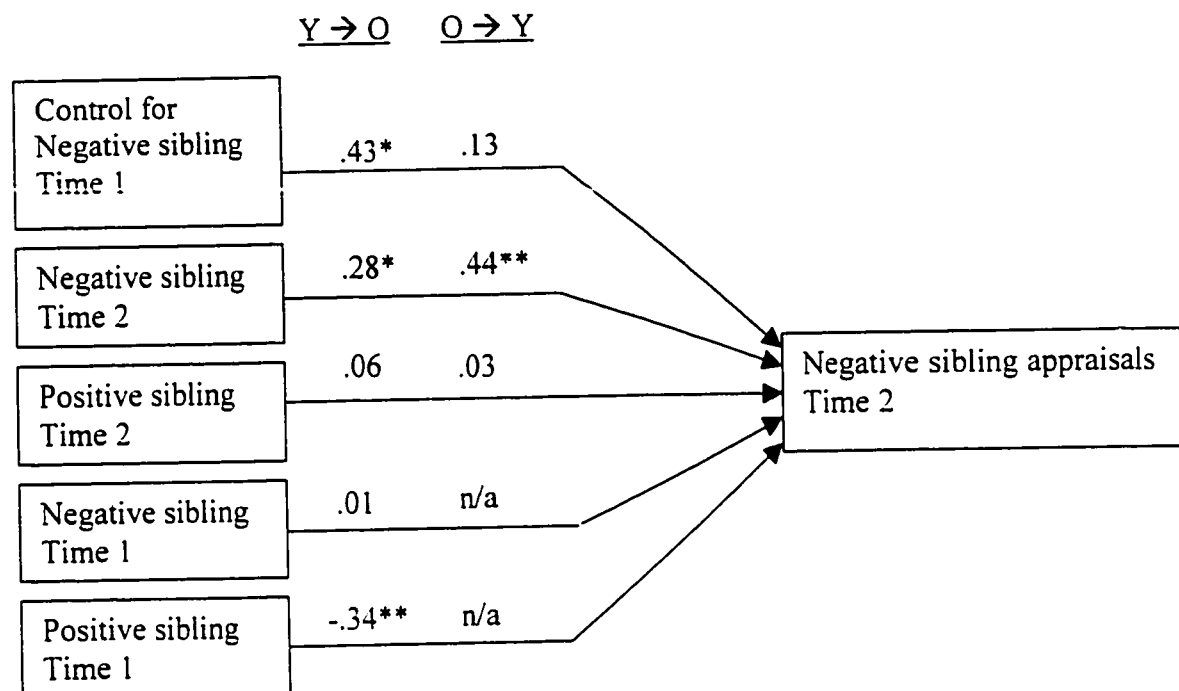 Y → O O → Y
Control for
Negative sibling
Time 1
.43* .13
Negative sibling
Time 2
.28* .44**
Positive sibling
Time 2
.06 .03
Negative sibling
Time 1
.01 n/a
Positive sibling
Time 1
-.34** n/a
Negative sibling appraisals
Time 2